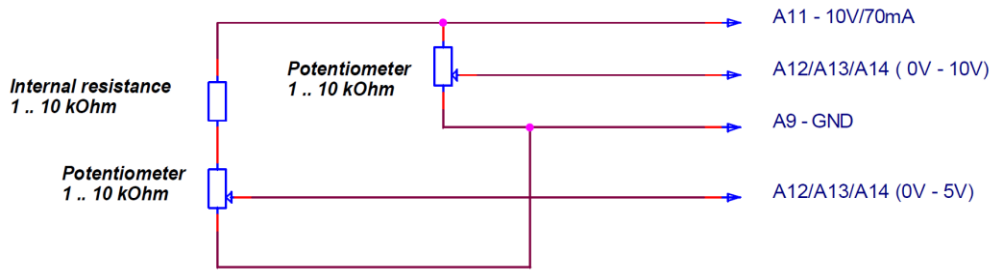 A11 - 10V/70mA
Potentiometer
1 .. 10 kOhm
A12/A13/A14 ( 0V - 10V)
Internal resistance
1 .. 10 kOhm
A9 - GND
Potentiometer
1 .. 10 kOhm
A12/A13/A14 (0V - 5V)